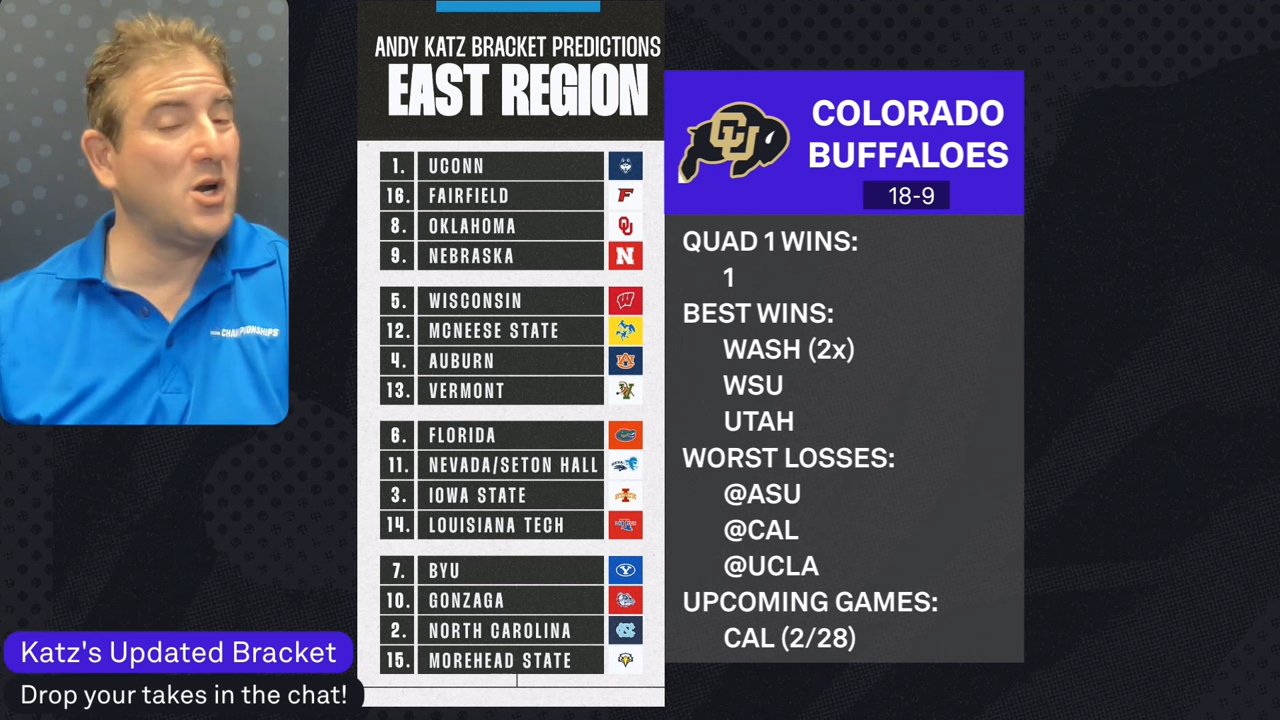 ANDY KATZ BRACKET PREDICTIONS
EAST REGION
1. UCONN
16. FAIRFIELD
8. OKLAHOMA
9. NEBRASKA
5. WISCONSIN
12. MCNEESE STATE
4. AUBURN
13. VERMONT
6. FLORIDA
11. NEVADA/SETON HALL
3. IOWA STATE
14. LOUISIANA TECH
7. BYU
10. GONZAGA
2. NORTH CAROLINA
15. MOREHEAD STATE
CU
COLORADO
BUFFALOES
18-9
QUAD 1 WINS:
1
BEST WINS:
WASH (2x)
WSU
UTAH
WORST LOSSES:
@ASU
@CAL
@UCLA
UPCOMING GAMES:
CAL (2/28)
Katz's Updated Bracket
Drop your takes in the chat!